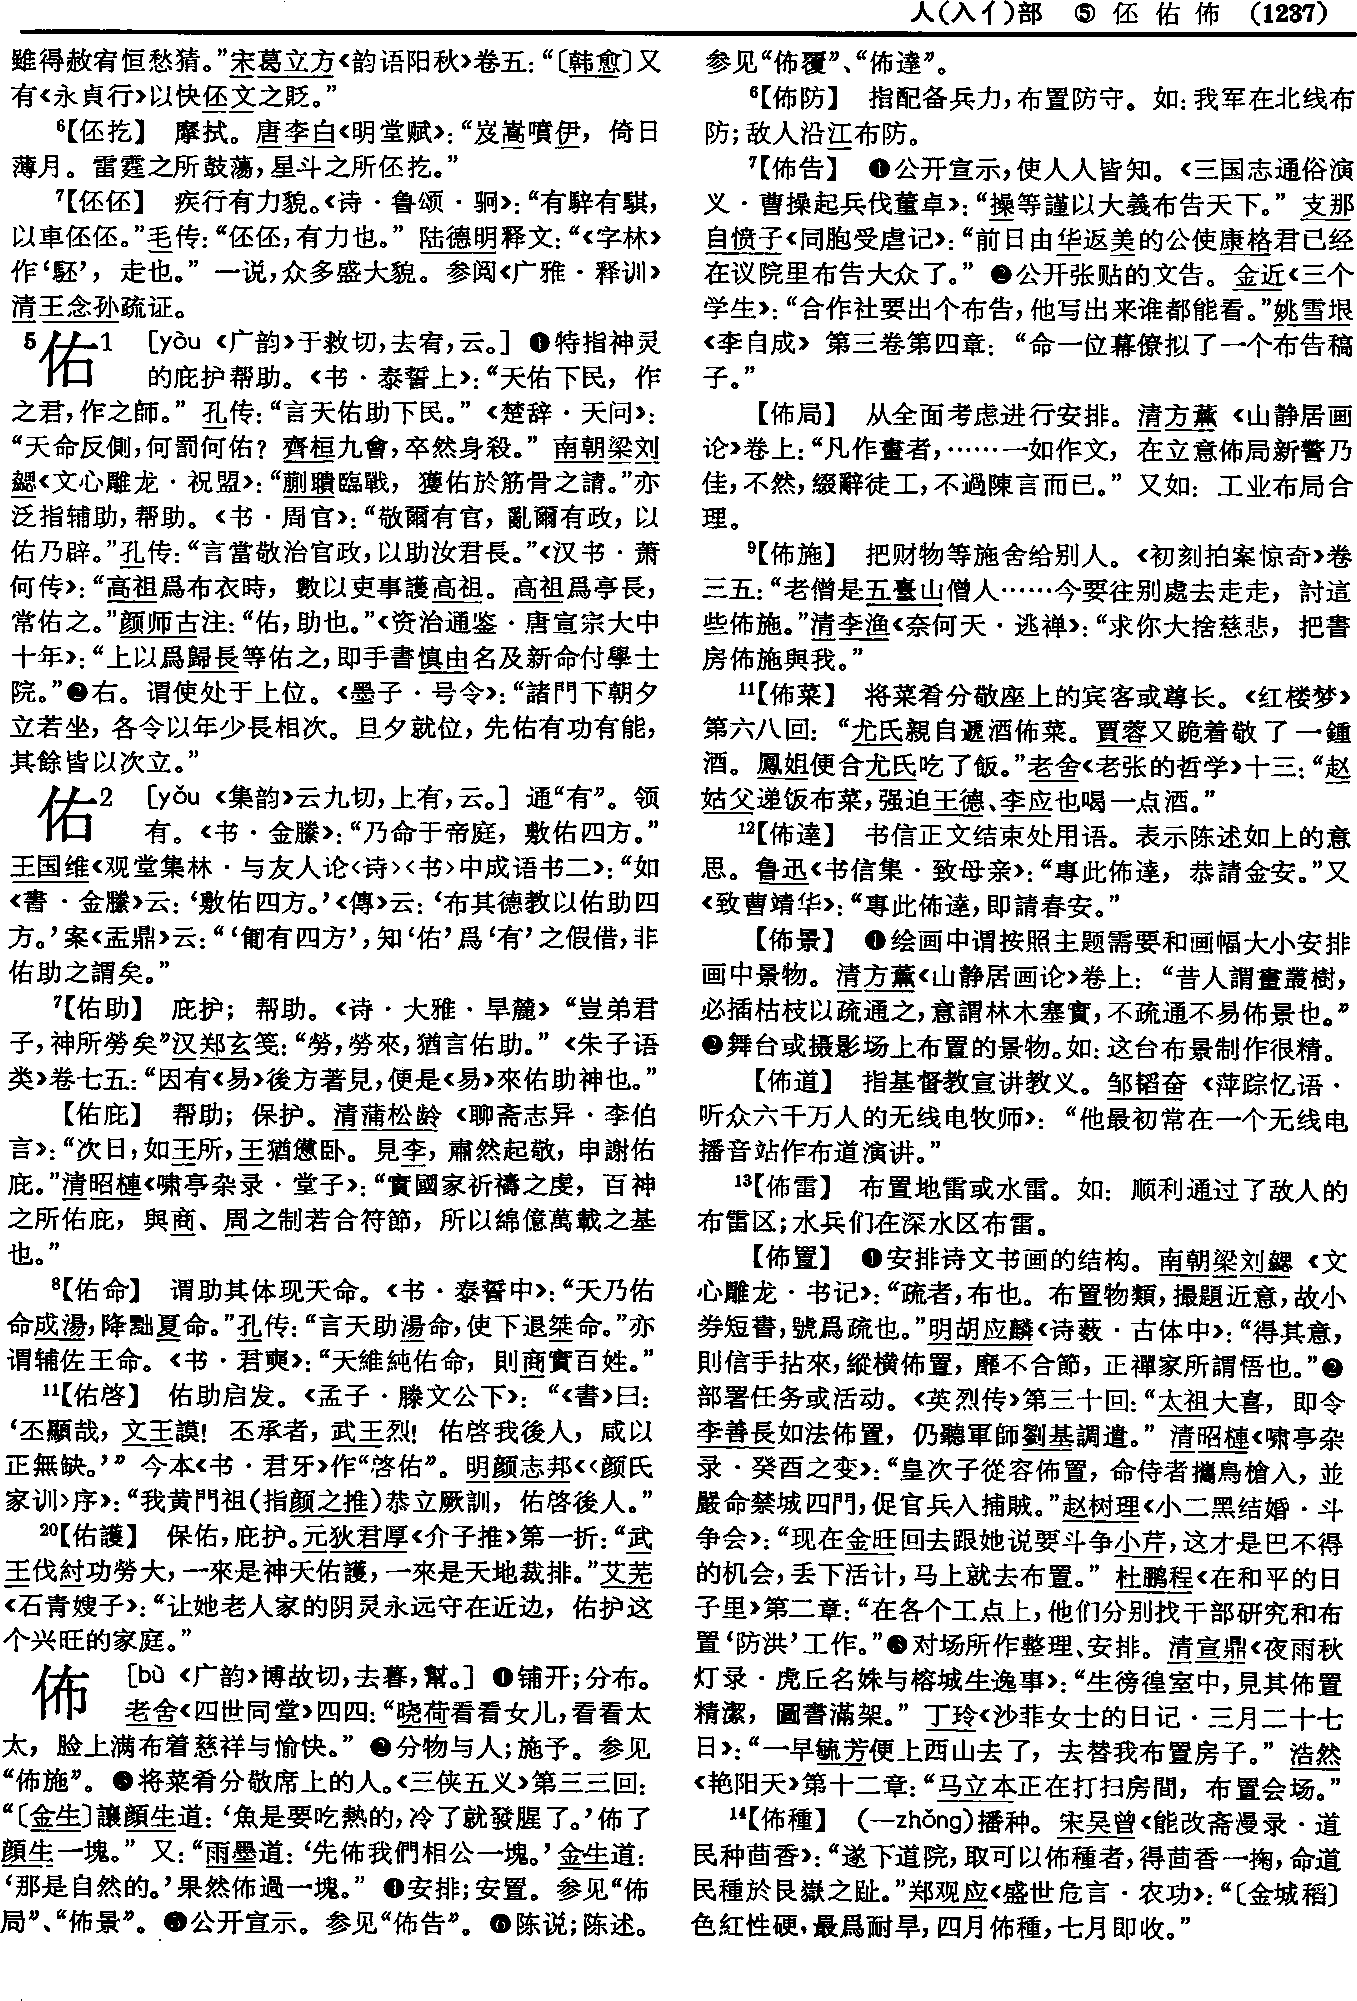 人(入亻)部　⑤ 伾 佑 佈　(1237)
雖得赦宥恒愁猜。”宋葛立方《韵语阳秋》卷五：“〔韩愈〕又
有《永貞行》以快伾文之貶。”
6【伾扢】　摩拭。唐李白《明堂赋》：“岌嵩噴伊，倚日
薄月。雷霆之所鼓蕩，星斗之所伾扢。”
7【伾伾】　疾行有力貌。《诗·鲁颂·駉》：“有騂有騏，
以車伾伾。”毛传：“伾伾，有力也。”陆德明释文：“《字林》
作‘駓’，走也。”一说，众多盛大貌。参阅《广雅·释训》
清王念孙疏证。
5佑1　［yòu《广韵》于救切，去宥，云。］❶特指神灵
的庇护帮助。《书·泰誓上》：“天佑下民，作
之君，作之師。”孔传：“言天佑助下民。”《楚辞·天问》：
“天命反側，何罰何佑？齊桓九會，卒然身殺。”南朝梁刘
勰《文心雕龙·祝盟》：“蒯聵臨戰，獲佑於筋骨之請。”亦
泛指辅助，帮助。《书·周官》：“敬爾有官，亂爾有政，以
佑乃辟。”孔传：“言當敬治官政，以助汝君長。”《汉书·萧
何传》：“高祖爲布衣時，數以吏事護高祖。高祖爲亭長，
常佑之。”颜师古注：“佑，助也。”《资治通鉴·唐宣宗大中
十年》：“上以爲歸長等佑之，即手書慎由名及新命付學士
院。”❷右。谓使处于上位。《墨子·号令》：“諸門下朝夕
立若坐，各令以年少長相次。旦夕就位，先佑有功有能，
其餘皆以次立。”
佑2　［yǒu《集韵》云九切，上有，云。］通“有”。领
有。《书·金縢》：“乃命于帝庭，敷佑四方。”
王国维《观堂集林·与友人论〈诗〉〈书〉中成语书二》：“如
《書·金縢》云：‘敷佑四方。’《傳》云：‘布其德教以佑助四
方。’案《盂鼎》云：“‘匍有四方’，知‘佑’爲‘有’之假借，非
佑助之謂矣。”
7【佑助】　庇护；帮助。《诗·大雅·旱麓》“豈弟君
子，神所勞矣”汉郑玄笺：“勞，勞來，猶言佑助。”《朱子语
类》卷七五：“因有《易》後方著見，便是《易》來佑助神也。”
【佑庇】　帮助；保护。清蒲松龄《聊斋志异·李伯
言》：“次日，如王所，王猶憊卧。見李，肅然起敬，申謝佑
庇。”清昭梿《啸亭杂录·堂子》：“實國家祈禱之虔，百神
之所佑庇，與商、周之制若合符節，所以綿億萬載之基
也。”
8【佑命】　谓助其体现天命。《书·泰誓中》：“天乃佑
命成湯，降黜夏命。”孔传：“言天助湯命，使下退桀命。”亦
谓辅佐王命。《书·君奭》：“天維純佑命，則商實百姓。”
11【佑啓】　佑助启发。《孟子·滕文公下》：“《書》曰：
‘丕顯哉，文王謨！丕承者，武王烈！佑啓我後人，咸以
正無缺。’”今本《书·君牙》作“啓佑”。明颜志邦《〈颜氏
家训〉序》：“我黄門祖(指颜之推)恭立厥訓，佑啓後人。”
20【佑護】　保佑，庇护。元狄君厚《介子推》第一折：“武
王伐紂功勞大，一來是神天佑護，一來是天地裁排。”艾芜
《石青嫂子》：“让她老人家的阴灵永远守在近边，佑护这
个兴旺的家庭。”
佈　［bù《广韵》博故切，去暮，幫。］❶铺开；分布。
老舍《四世同堂》四四：“晓荷看看女儿，看看太
太，脸上满布着慈祥与愉快。”❷分物与人；施予。参见
“佈施”。❸将菜肴分敬席上的人。《三侠五义》第三三回：
“〔金生〕讓顔生道：‘魚是要吃熱的，冷了就發腥了。’佈了
顔生一塊。”又：“雨墨道：‘先佈我們相公一塊。’金生道：
‘那是自然的。’果然佈過一塊。”❹安排；安置。参见“佈
局”、“佈景”。❺公开宣示。参见“佈告”。❻陈说；陈述。
参见“佈覆”、“佈達”。
6【佈防】　指配备兵力，布置防守。如：我军在北线布
防；敌人沿江布防。
7【佈告】　❶公开宣示，使人人皆知。《三国志通俗演
义·曹操起兵伐董卓》：“操等謹以大義布告天下。”支那
自愤子《同胞受虐记》：“前日由华返美的公使康格君已经
在议院里布告大众了。”❷公开张贴的文告。金近《三个
学生》：“合作社要出个布告，他写出来谁都能看。”姚雪垠
《李自成》第三卷第四章：“命一位幕僚拟了一个布告稿
子。”
【佈局】　从全面考虑进行安排。清方薰《山静居画
论》卷上：“凡作畫者，……一如作文，在立意佈局新警乃
佳，不然，綴辭徒工，不過陳言而已。”又如：工业布局合
理。
9【佈施】　把财物等施舍给别人。《初刻拍案惊奇》卷
三五：“老僧是五臺山僧人……今要往别處去走走，討這
些佈施。”清李渔《奈何天·逃禅》：“求你大捨慈悲，把書
房佈施與我。”
11【佈菜】　将菜肴分敬座上的宾客或尊长。《红楼梦》
第六八回：“尤氏親自遞酒佈菜。賈蓉又跪着敬了一鍾
酒。鳳姐便合尤氏吃了飯。”老舍《老张的哲学》十三：“赵
姑父递饭布菜，强迫王德、李应也喝一点酒。”
12【佈達】　书信正文结束处用语。表示陈述如上的意
思。鲁迅《书信集·致母亲》：“專此佈達，恭請金安。”又
《致曹靖华》：“專此佈達，即請春安。”
【佈景】　❶绘画中谓按照主题需要和画幅大小安排
画中景物。清方薰《山静居画论》卷上：“昔人謂畫叢樹，
必插枯枝以疏通之，意謂林木塞實，不疏通不易佈景也。”
❷舞台或摄影场上布置的景物。如：这台布景制作很精。
【佈道】　指基督教宣讲教义。邹韬奋《萍踪忆语·
听众六千万人的无线电牧师》：“他最初常在一个无线电
播音站作布道演讲。”
13【佈雷】　布置地雷或水雷。如：顺利通过了敌人的
布雷区；水兵们在深水区布雷。
【佈置】　❶安排诗文书画的结构。南朝梁刘勰《文
心雕龙·书记》：“疏者，布也。布置物類，撮題近意，故小
券短書，號爲疏也。”明胡应麟《诗薮·古体中》：“得其意，
則信手拈來，縱横佈置，靡不合節，正禪家所謂悟也。”❷
部署任务或活动。《英烈传》第三十回：“太祖大喜，即令
李善長如法佈置，仍聽軍師劉基調遣。”清昭梿《啸亭杂
录·癸酉之变》：“皇次子從容佈置，命侍者攜鳥槍入，並
嚴命禁城四門，促官兵入捕賊。”赵树理《小二黑结婚·斗
争会》：“现在金旺回去跟她说要斗争小芹，这才是巴不得
的机会，丢下活计，马上就去布置。”杜鹏程《在和平的日
子里》第二章：“在各个工点上，他们分别找干部研究和布
置‘防洪’工作。”❸对场所作整理、安排。清宣鼎《夜雨秋
灯录·虎丘名姝与榕城生逸事》：“生徬徨室中，見其佈置
精潔，圖書滿架。”丁玲《沙菲女士的日记·三月二十七
日》：“一早毓芳便上西山去了，去替我布置房子。”浩然
《艳阳天》第十二章：“马立本正在打扫房間，布置会场。”
14【佈種】　(—zhǒng)播种。宋吴曾《能改斋漫录·道
民种茴香》：“遂下道院，取可以佈種者，得茴香一掬，命道
民種於艮嶽之趾。”郑观应《盛世危言·农功》：“〔金城稻〕
色紅性硬，最爲耐旱，四月佈種，七月即收。”